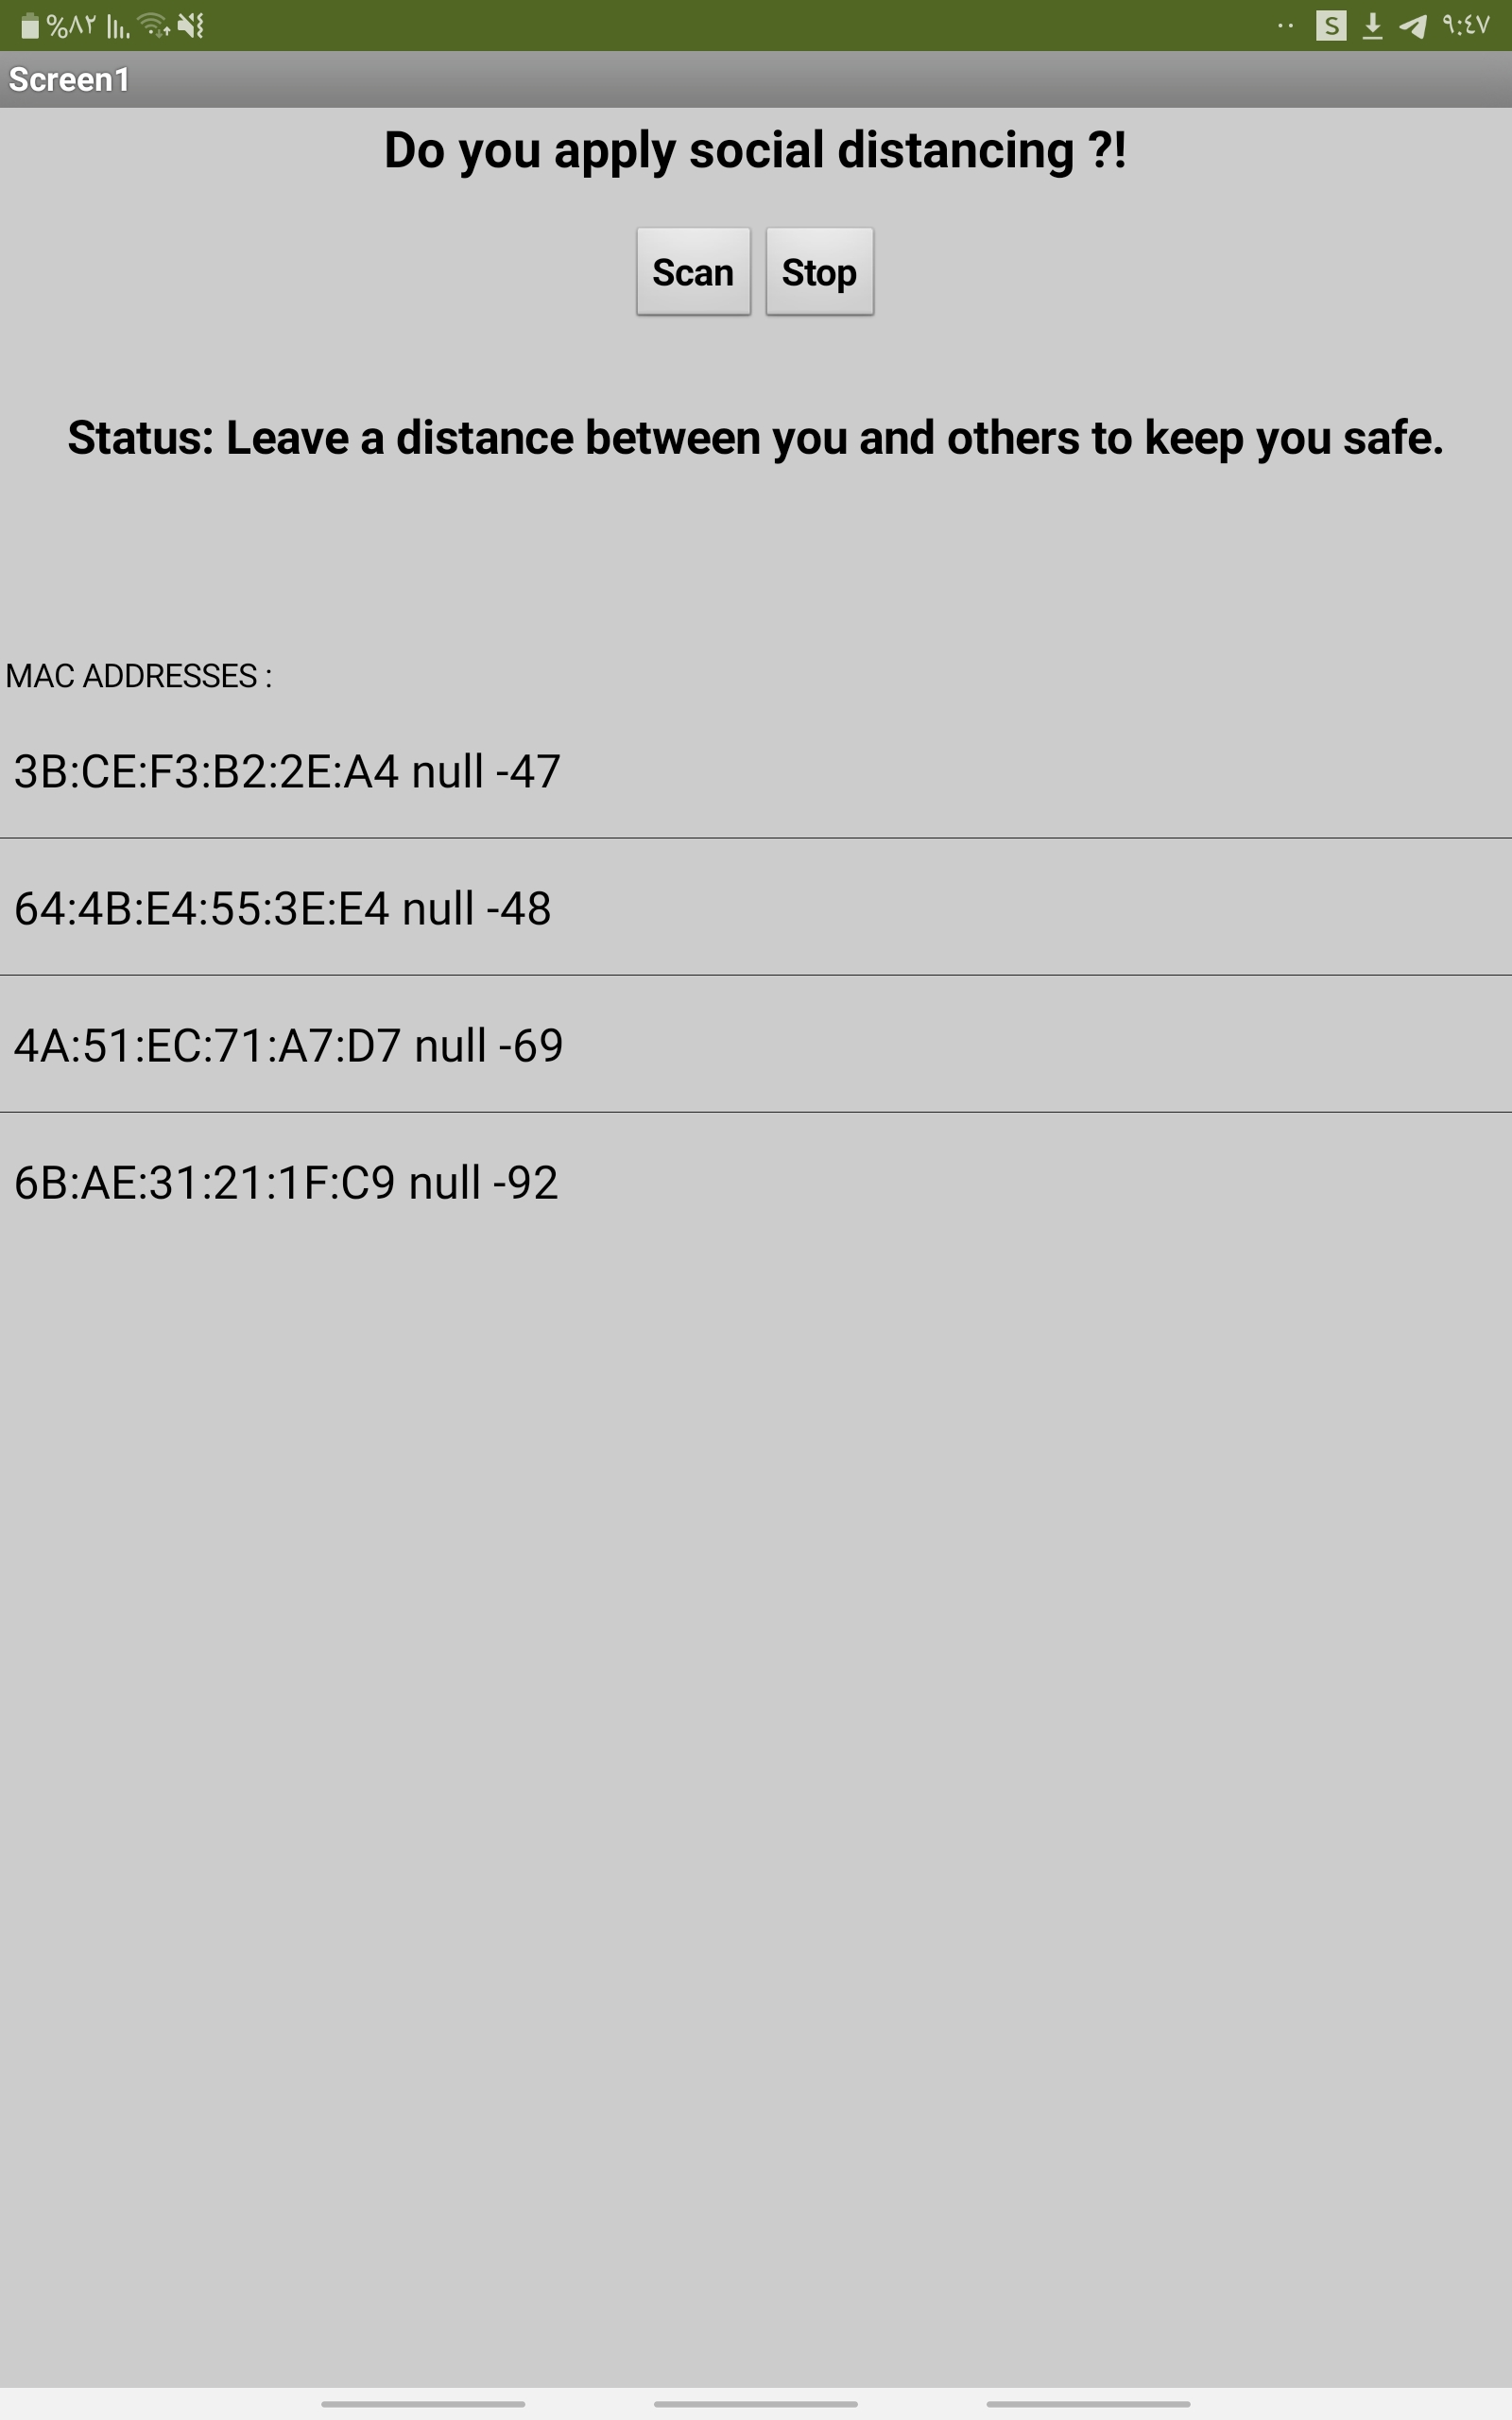 %٨٢ S ٩:٤٧
Screen1
Do you apply social distancing ?!
Scan Stop
Status: Leave a distance between you and others to keep you safe.
MAC ADDRESSES :
3B:CE:F3:B2:2E:A4 null -47
64:4B:E4:55:3E:E4 null -48
4A:51:EC:71:A7:D7 null -69
6B:AE:31:21:1F:C9 null -92